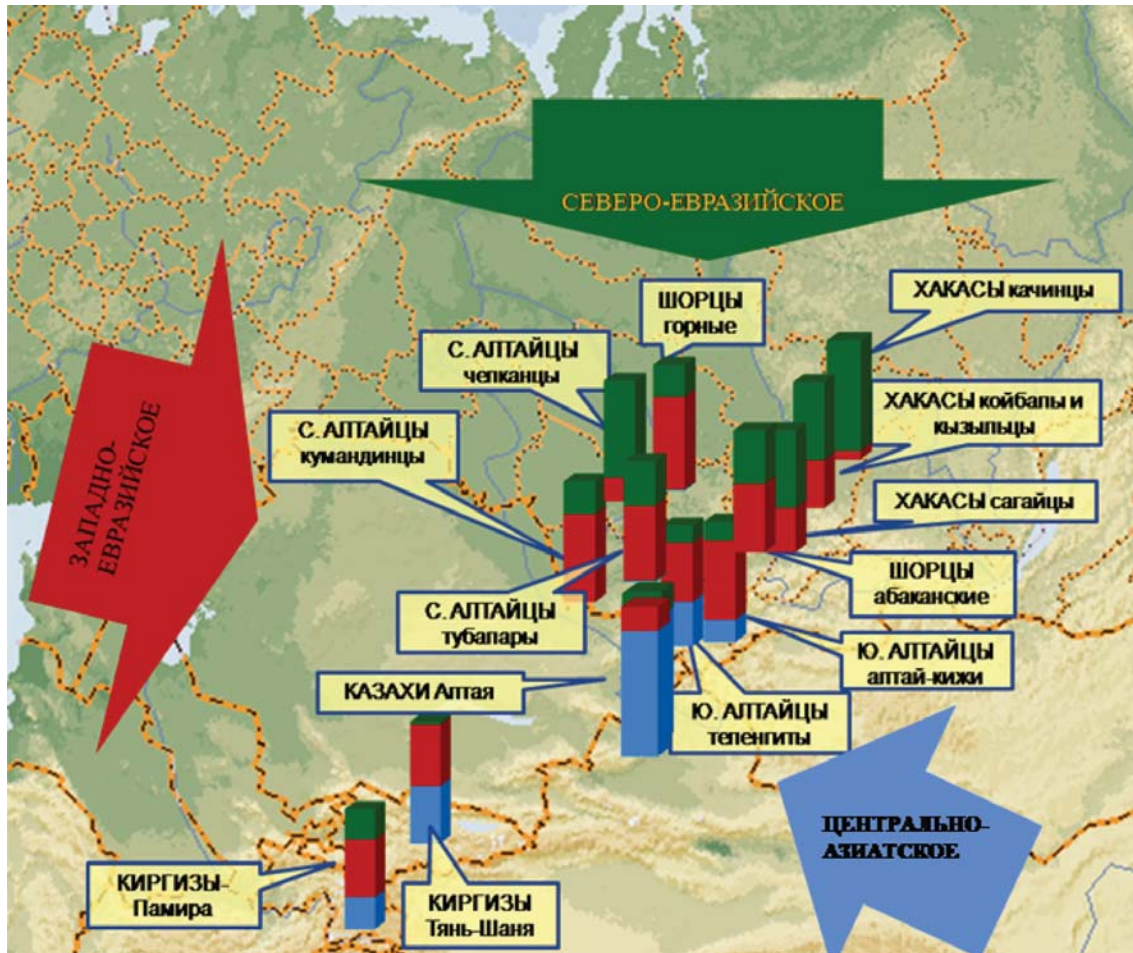 СЕВЕРО-ЕВРАЗИЙСКОЕ
ЗАПАДНО-
ЕВРАЗИЙСКОЕ
ШОРЦЫ
горные
ХАКАСЫ качинцы
С. АЛТАЙЦЫ
челканцы
ХАКАСЫ койбалы и
кызыльцы
С. АЛТАЙЦЫ
кумандинцы
ХАКАСЫ сагайцы
ШОРЦЫ
абаканские
С. АЛТАЙЦЫ
тубалары
Ю. АЛТАЙЦЫ
алтай-кижи
КАЗАХИ Алтая
Ю. АЛТАЙЦЫ
теленгиты
ЦЕНТРАЛЬНО-
АЗИАТСКОЕ
КИРГИЗЫ-
Памира
КИРГИЗЫ
Тянь-Шаня